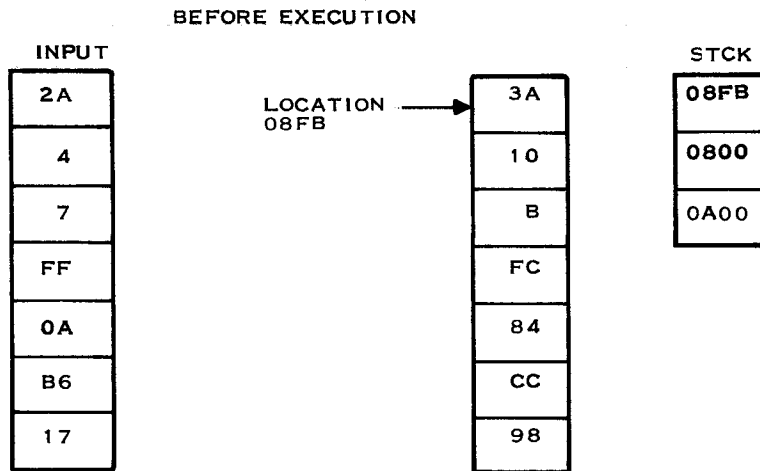 BEFORE EXECUTION
INPUT
2A
4
7
FF
0A
B6
17
LOCATION
08FB
3A
10
B
FC
84
CC
98
STCK
08FB
0800
0A00